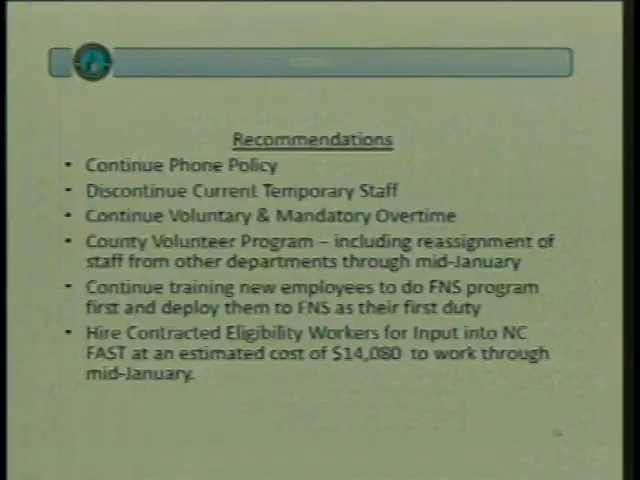 Recommendations
• Continue Phone Policy
• Discontinue Current Temporary Staff
• Continue Voluntary & Mandatory Overtime
• County Volunteer Program – including reassignment of
staff from other departments through mid-January
• Continue training new employees to do FNS program
first and deploy them to FNS as their first duty
• Hire Contracted Eligibility Workers for Input into NC
FAST at an estimated cost of $14,080 to work through
mid-January.